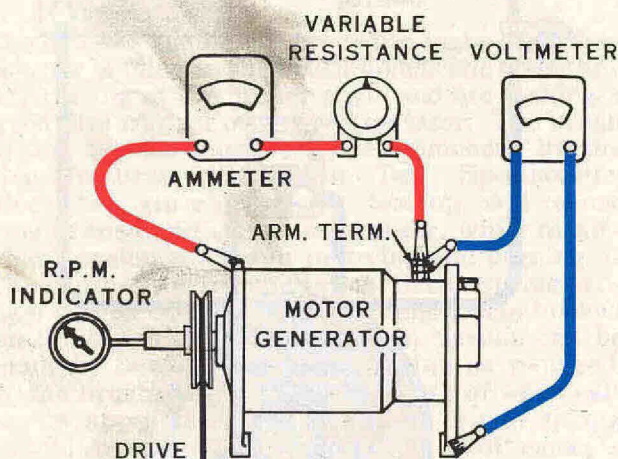 VARIABLE
RESISTANCE
VOLTMETER
AMMETER
ARM. TERM.
R.P.M.
INDICATOR
MOTOR
GENERATOR
DRIVE